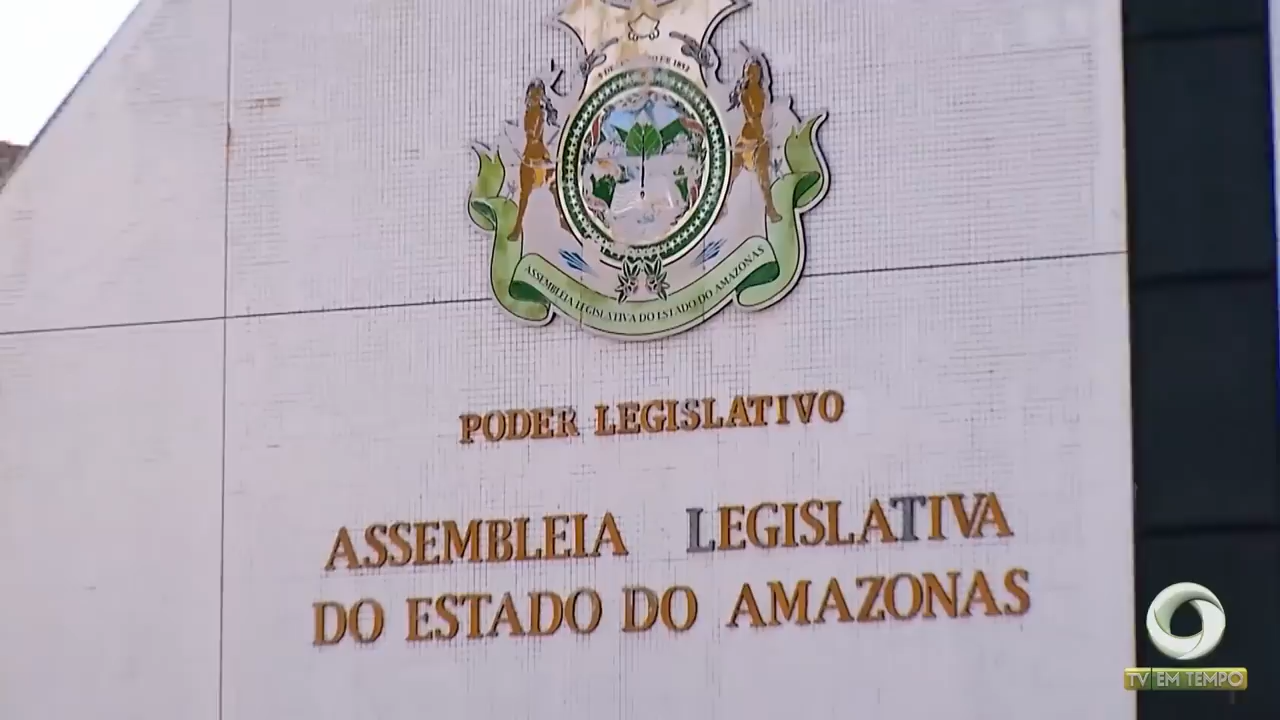 ASSEMBLEIA LEGISLATIVA DO ESTADO DO AMAZONAS
PODER LEGISLATIVO
ASSEMBLEIA LEGISLATIVA
DO ESTADO DO AMAZONAS
TV EM TEMPO